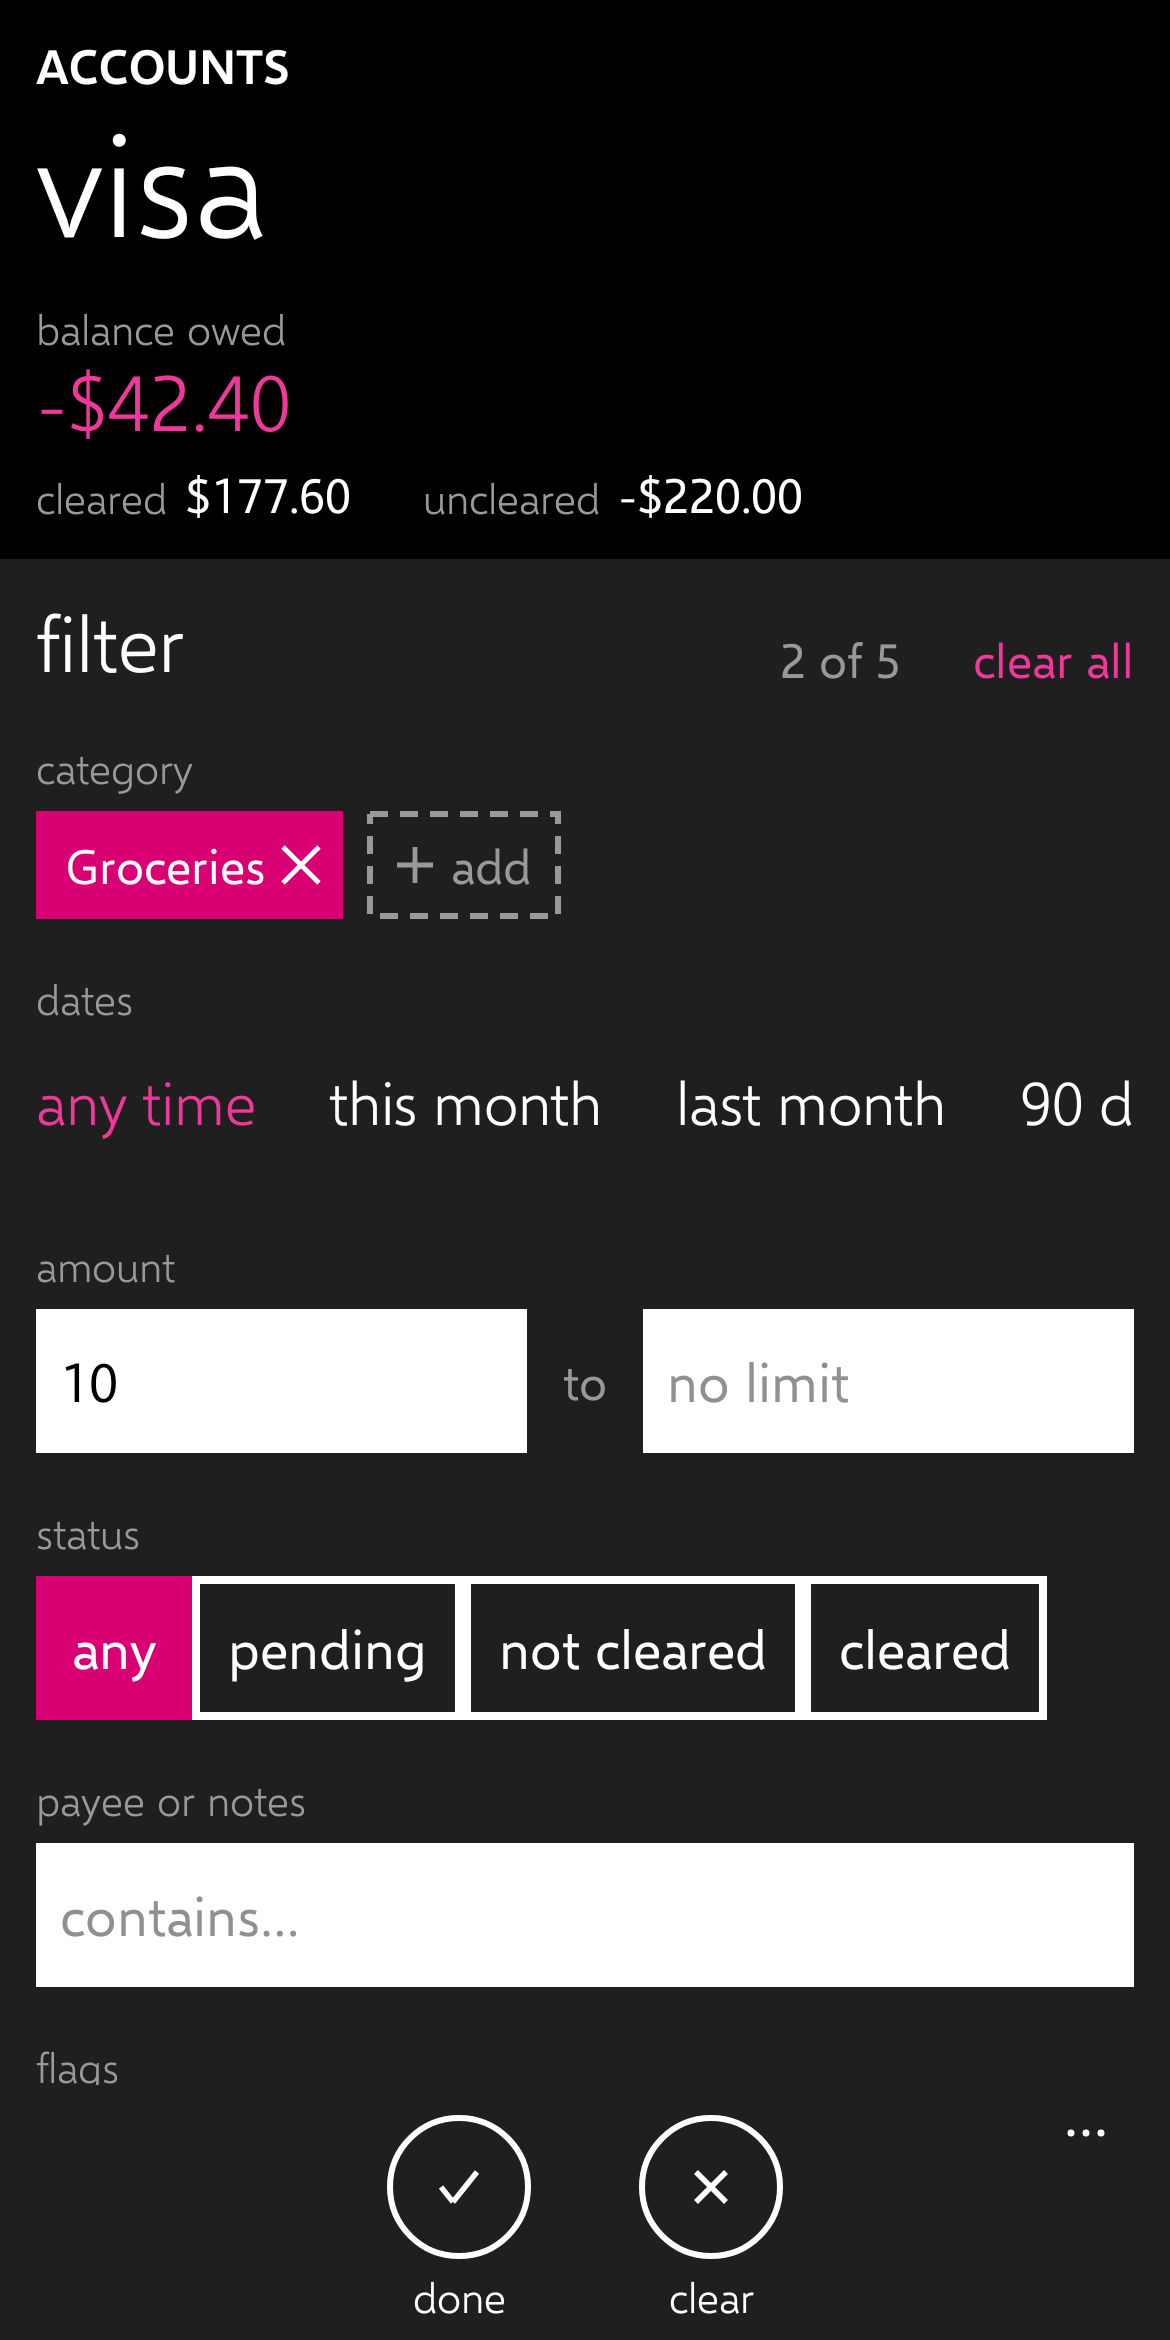 ACCOUNTS
visa
balance owed
-$42.40
cleared $177.60 uncleared -$220.00
filter 2 of 5 clear all
category
Groceries + add
dates
any time this month last month 90 d
amount
10 to no limit
status
any pending not cleared cleared
payee or notes
contains...
flags
...
done clear